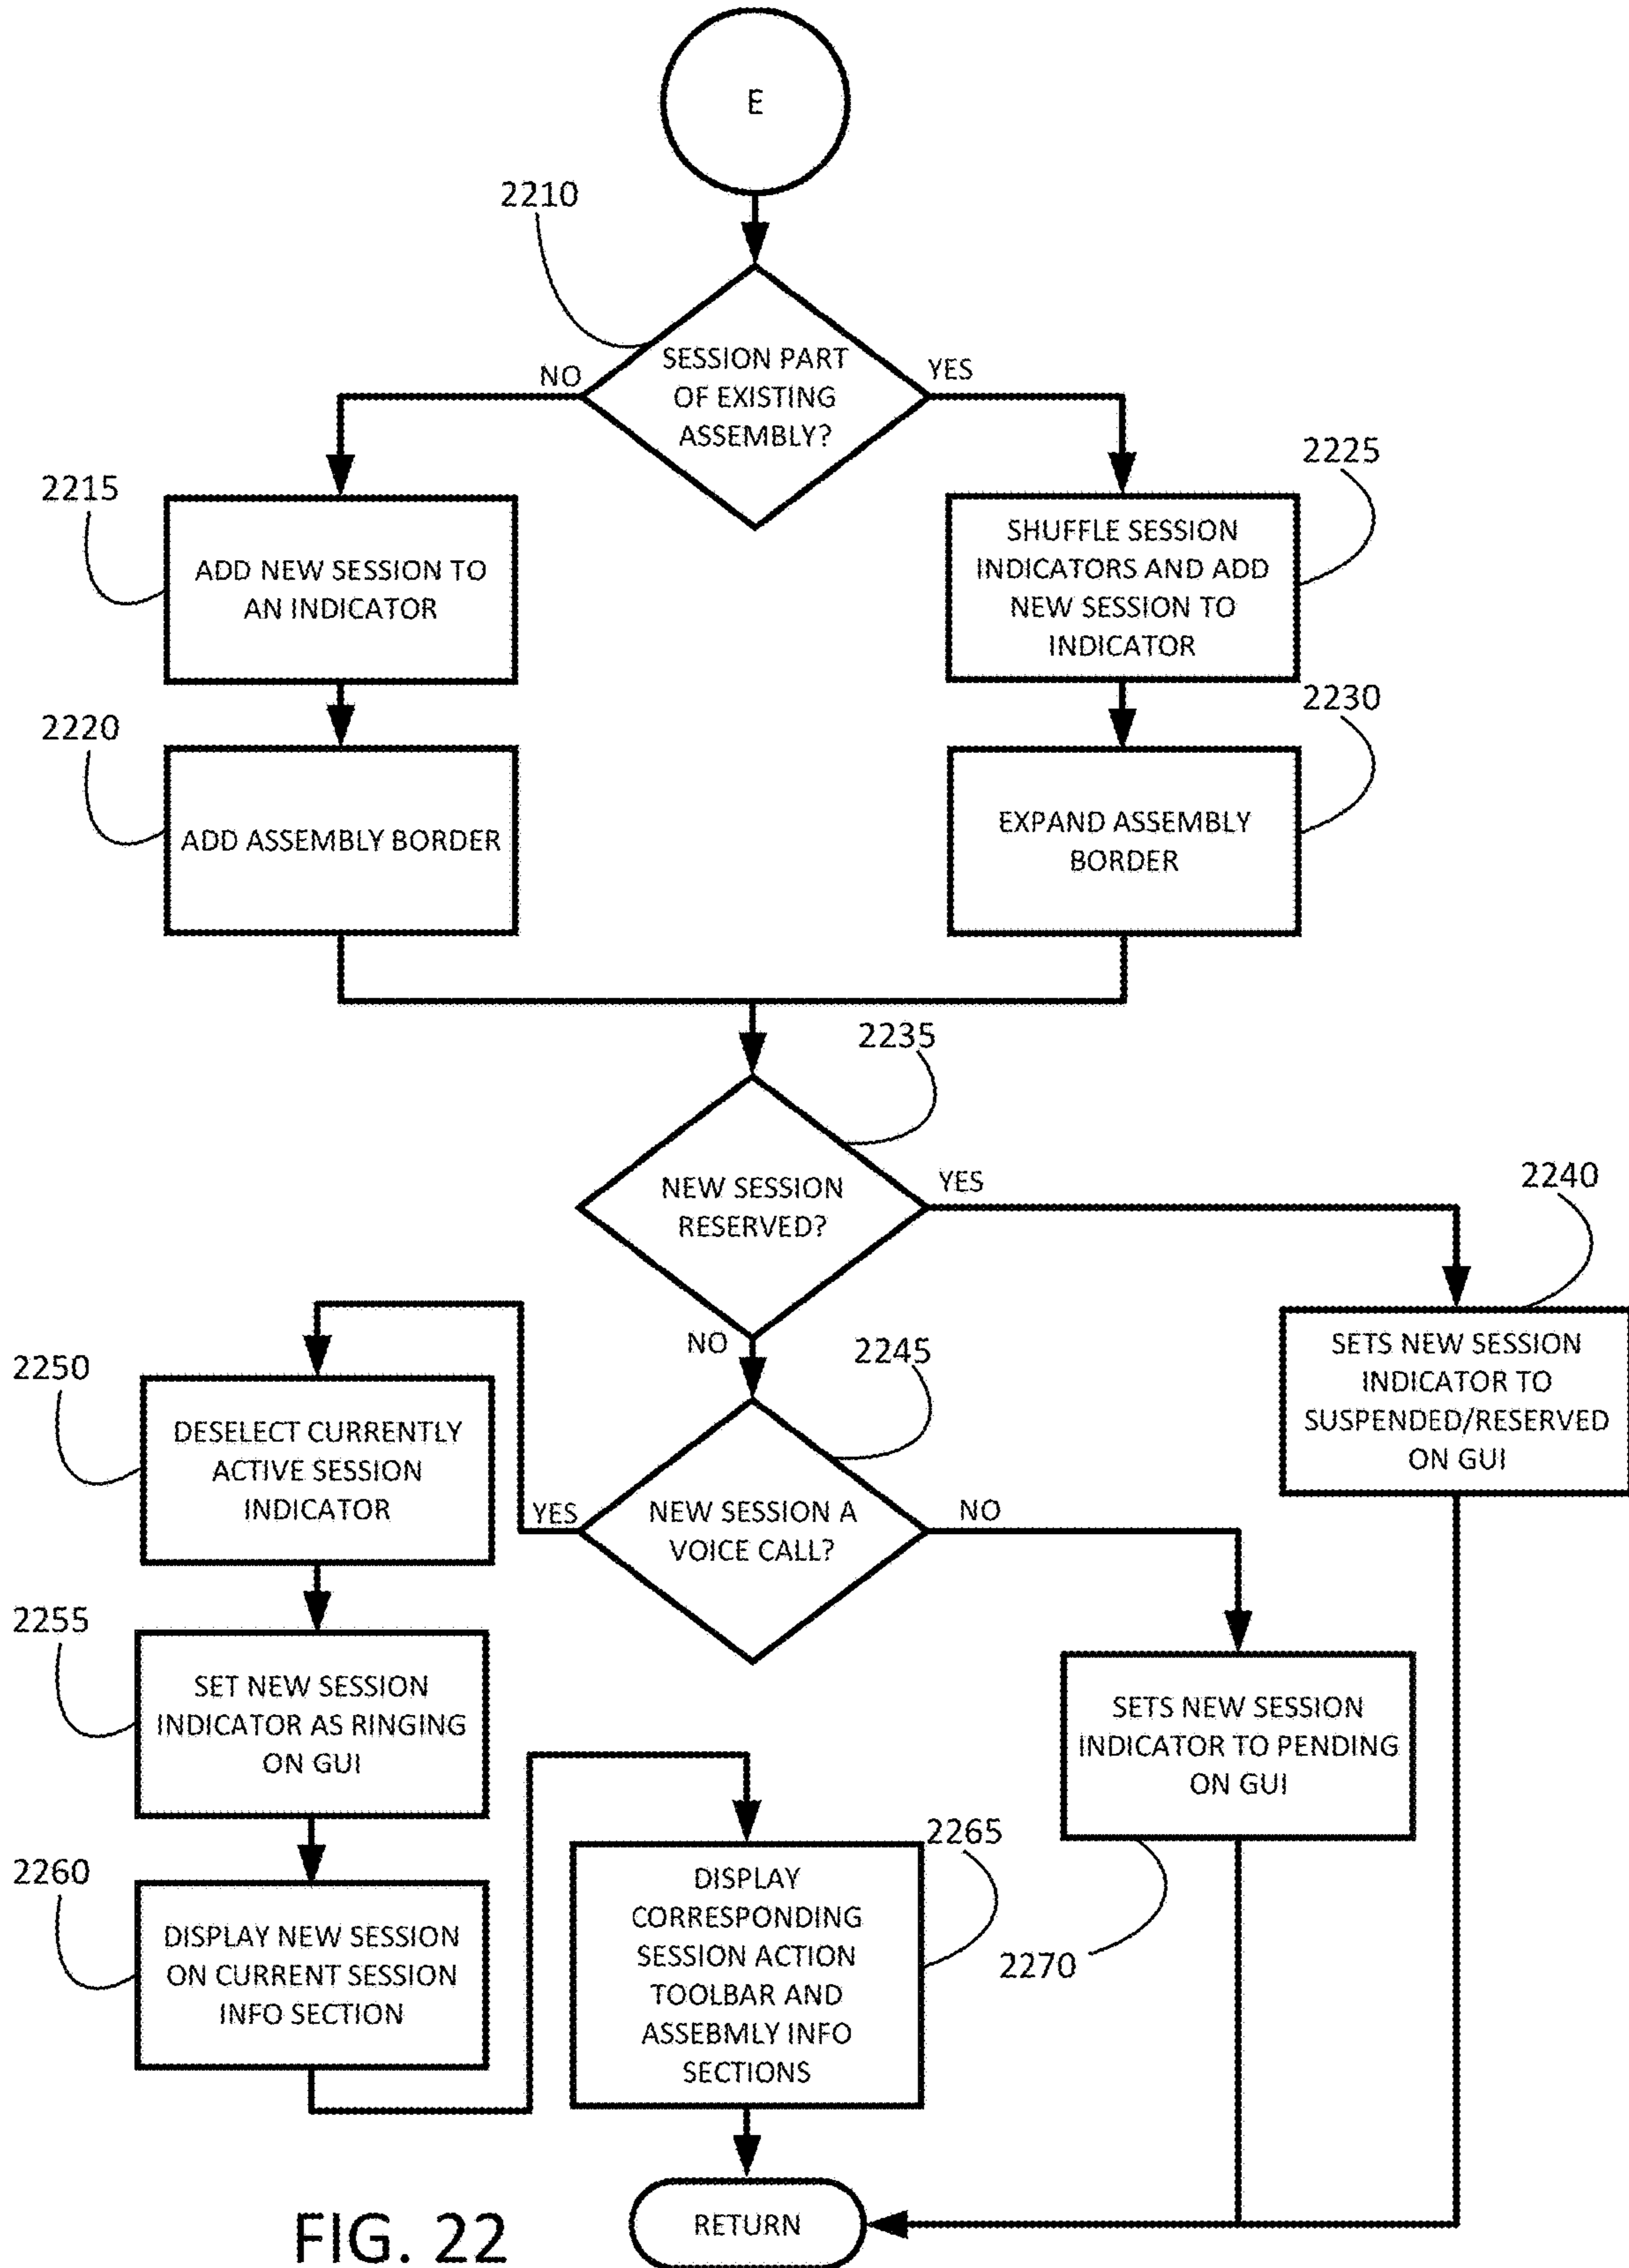 E
2210
SESSION PART
OF EXISTING
ASSEMBLY?
NO
YES
2215
ADD NEW SESSION TO
AN INDICATOR
2225
SHUFFLE SESSION
INDICATORS AND ADD
NEW SESSION TO
INDICATOR
2220
ADD ASSEMBLY BORDER
2230
EXPAND ASSEMBLY
BORDER
2235
NEW SESSION
RESERVED?
YES
NO
2240
SETS NEW SESSION
INDICATOR TO
SUSPENDED/RESERVED
ON GUI
2245
NEW SESSION A
VOICE CALL?
YES
NO
2250
DESELECT CURRENTLY
ACTIVE SESSION
INDICATOR
2255
SET NEW SESSION
INDICATOR AS RINGING
ON GUI
2260
DISPLAY NEW SESSION
ON CURRENT SESSION
INFO SECTION
2265
DISPLAY
CORRESPONDING
SESSION ACTION
TOOLBAR AND
ASSEBMLY INFO
SECTIONS
SETS NEW SESSION
INDICATOR TO PENDING
ON GUI
2270
RETURN
FIG. 22